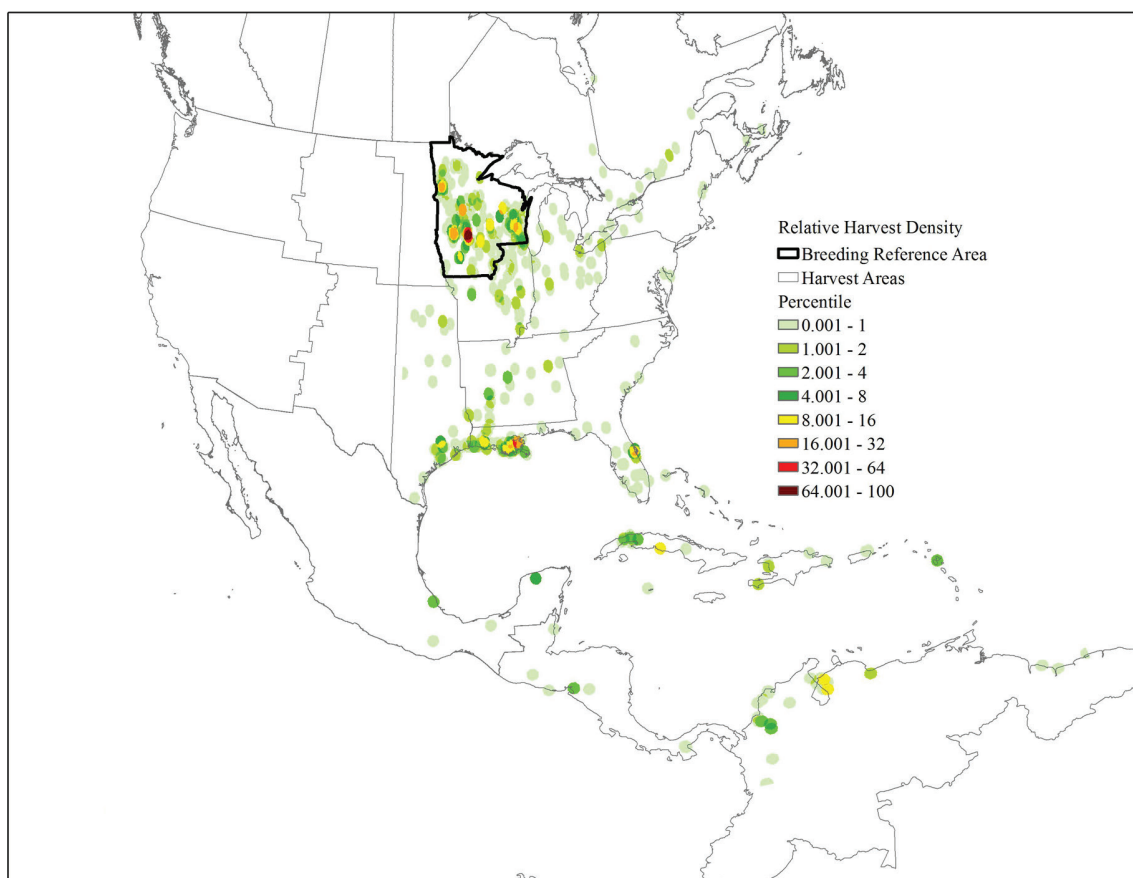 Relative Harvest Density
Breeding Reference Area
Harvest Areas
Percentile
0.001 - 1
1.001 - 2
2.001 - 4
4.001 - 8
8.001 - 16
16.001 - 32
32.001 - 64
64.001 - 100